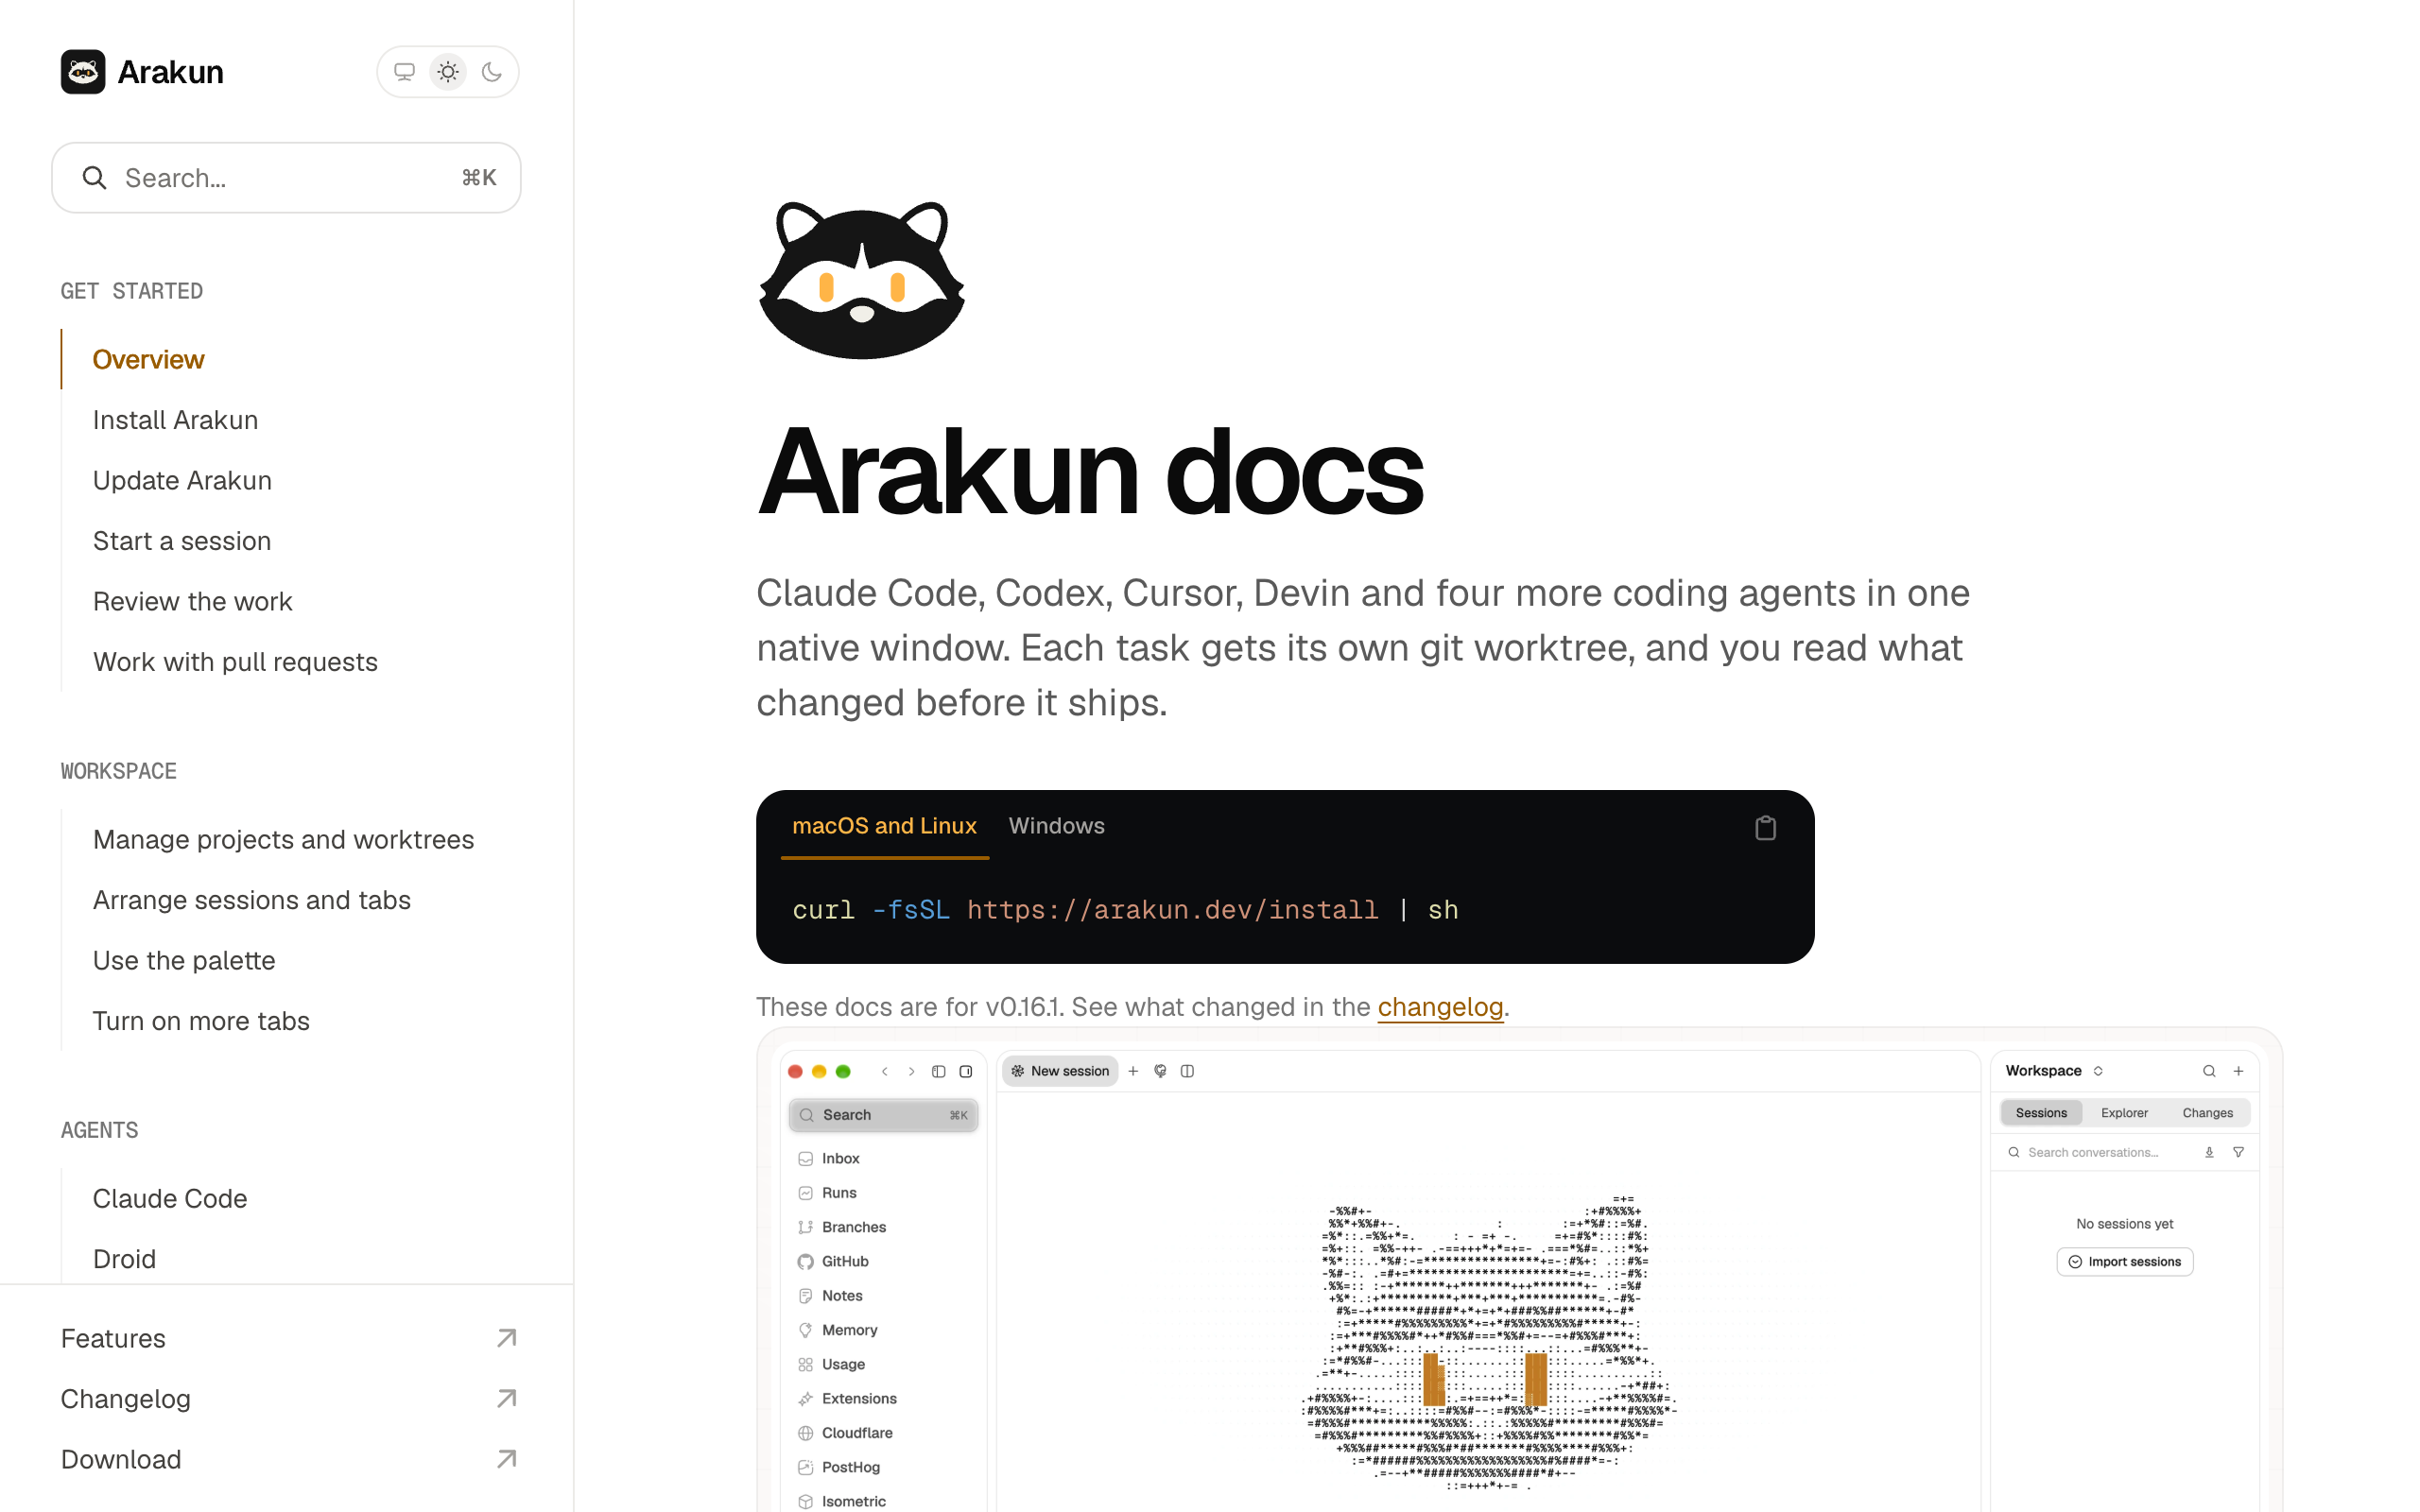 Arakun
Search...
⌘K
GET STARTED
Overview
Install Arakun
Update Arakun
Start a session
Review the work
Work with pull requests
WORKSPACE
Manage projects and worktrees
Arrange sessions and tabs
Use the palette
Turn on more tabs
AGENTS
Claude Code
Droid
Features
Changelog
Download
Arakun docs
Claude Code, Codex, Cursor, Devin and four more coding agents in one
native window. Each task gets its own git worktree, and you read what
changed before it ships.
macOS and Linux
Windows
curl -fsSL https://arakun.dev/install | sh
These docs are for v0.16.1. See what changed in the changelog.
New session
Search
⌘K
Inbox
Runs
Branches
GitHub
Notes
Memory
Usage
Extensions
Cloudflare
PostHog
Isometric
Workspace
Sessions
Explorer
Changes
Search conversations...
No sessions yet
Import sessions